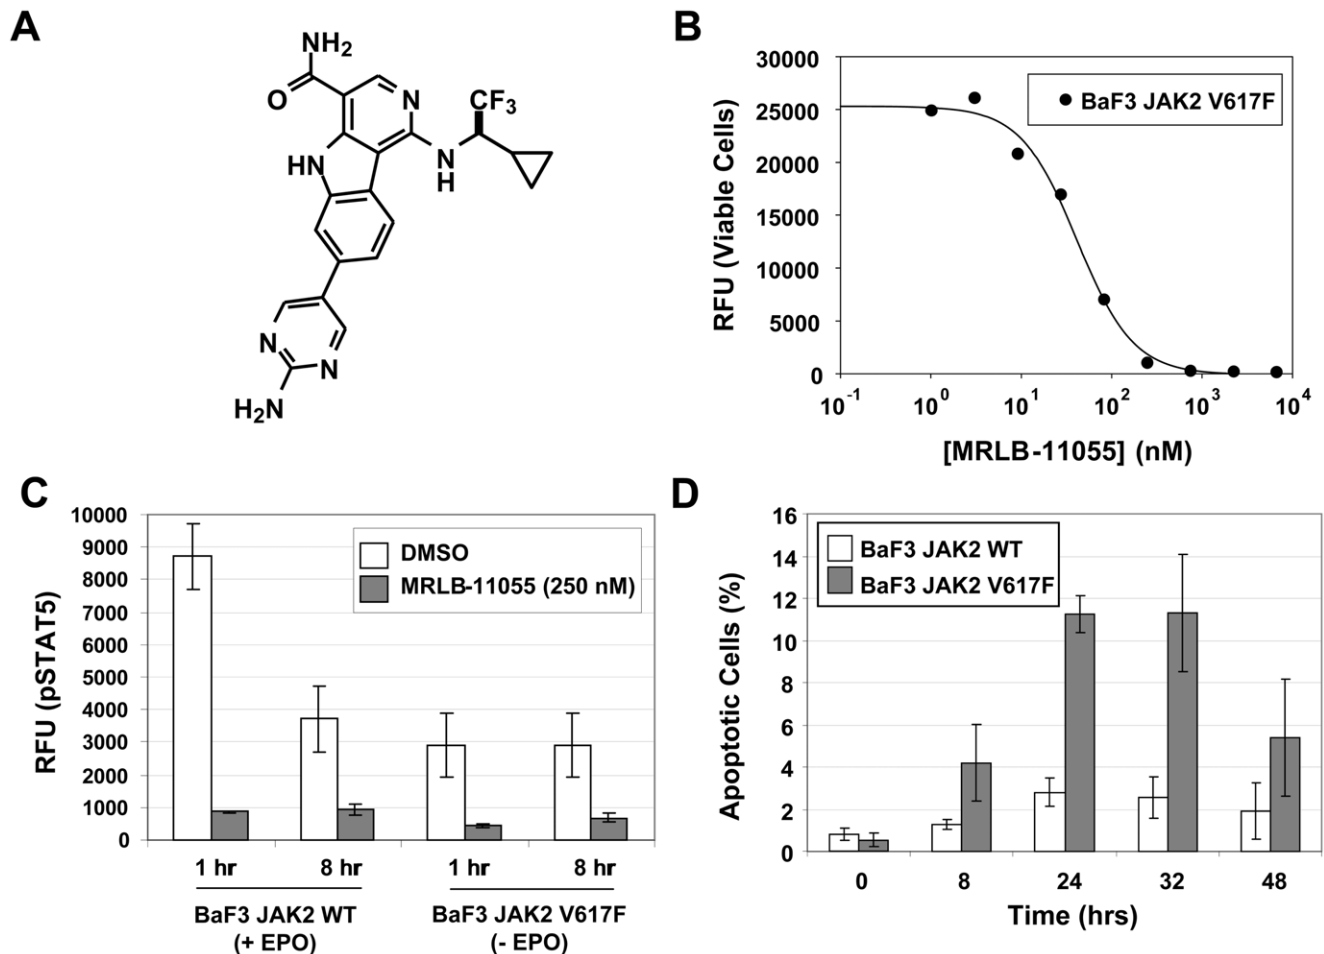 A
NH₂
O
N
CF₃
HN
N
H
N
N
H₂N
B
RFU (Viable Cells)
30000
25000
20000
15000
10000
5000
0
BaF3 JAK2 V617F
10⁻¹ 10⁰ 10¹ 10² 10³ 10⁴
[MRLB-11055] (nM)
C
RFU (pSTAT5)
10000
9000
8000
7000
6000
5000
4000
3000
2000
1000
0
DMSO
MRLB-11055 (250 nM)
1 hr 8 hr 1 hr 8 hr
BaF3 JAK2 WT
(+ EPO)
BaF3 JAK2 V617F
(- EPO)
D
Apoptotic Cells (%)
16
14
12
10
8
6
4
2
0
BaF3 JAK2 WT
BaF3 JAK2 V617F
0 8 24 32 48
Time (hrs)